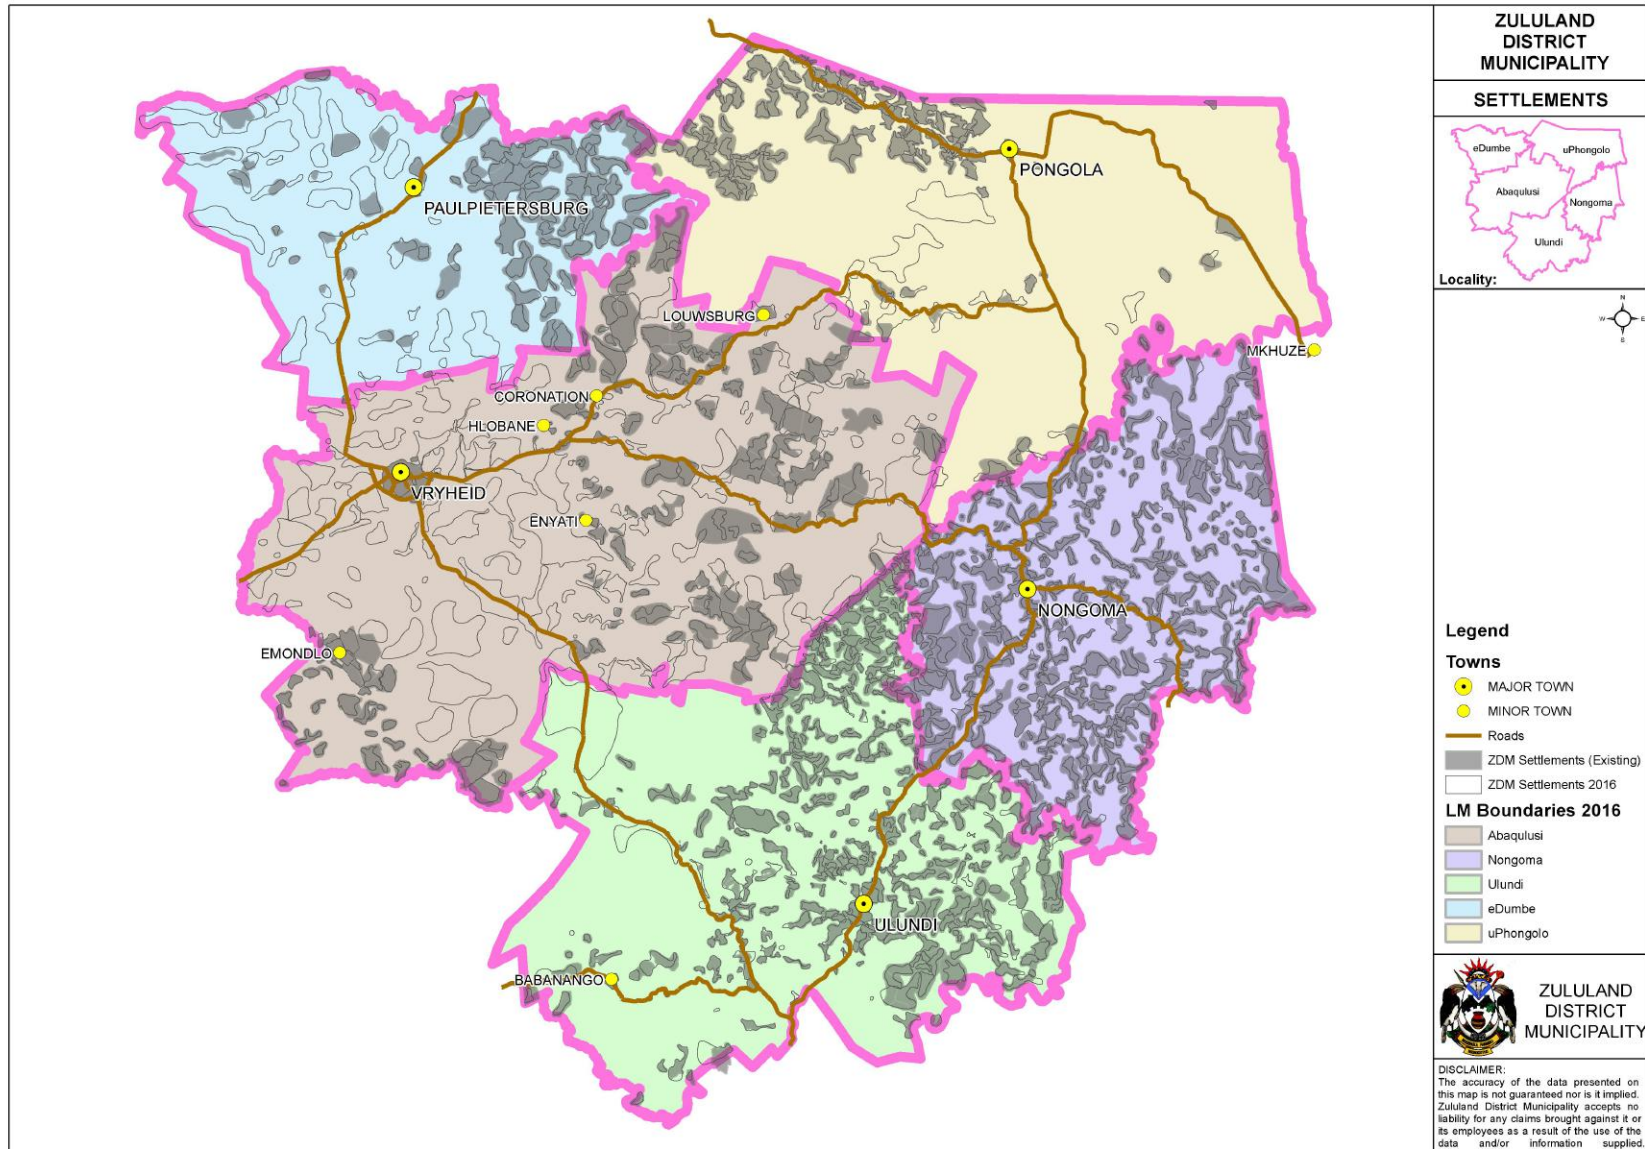 ZULULAND
DISTRICT
MUNICIPALITY
SETTLEMENTS
eDumbe
uPhongolo
Abaqulusi
Nongoma
Ulundi
Locality:
N
W
E
S
PONGOLA
PAULPIETERSBURG
LOUWSBURG
MKHUZE
CORONATION
HLOBANE
VRYHEID
ENYATI
NONGOMA
EMONDLO
ULUNDI
BABANANGO
Legend
Towns
MAJOR TOWN
MINOR TOWN
Roads
ZDM Settlements (Existing)
ZDM Settlements 2016
LM Boundaries 2016
Abaqulusi
Nongoma
Ulundi
eDumbe
uPhongolo
ZULULAND
DISTRICT
MUNICIPALITY
DISCLAIMER:
The accuracy of the data presented on
this map is not guaranteed nor is it implied.
Zululand District Municipality accepts no
liability for any claims brought against it or
its employees as a result of the use of the
data and/or information supplied.